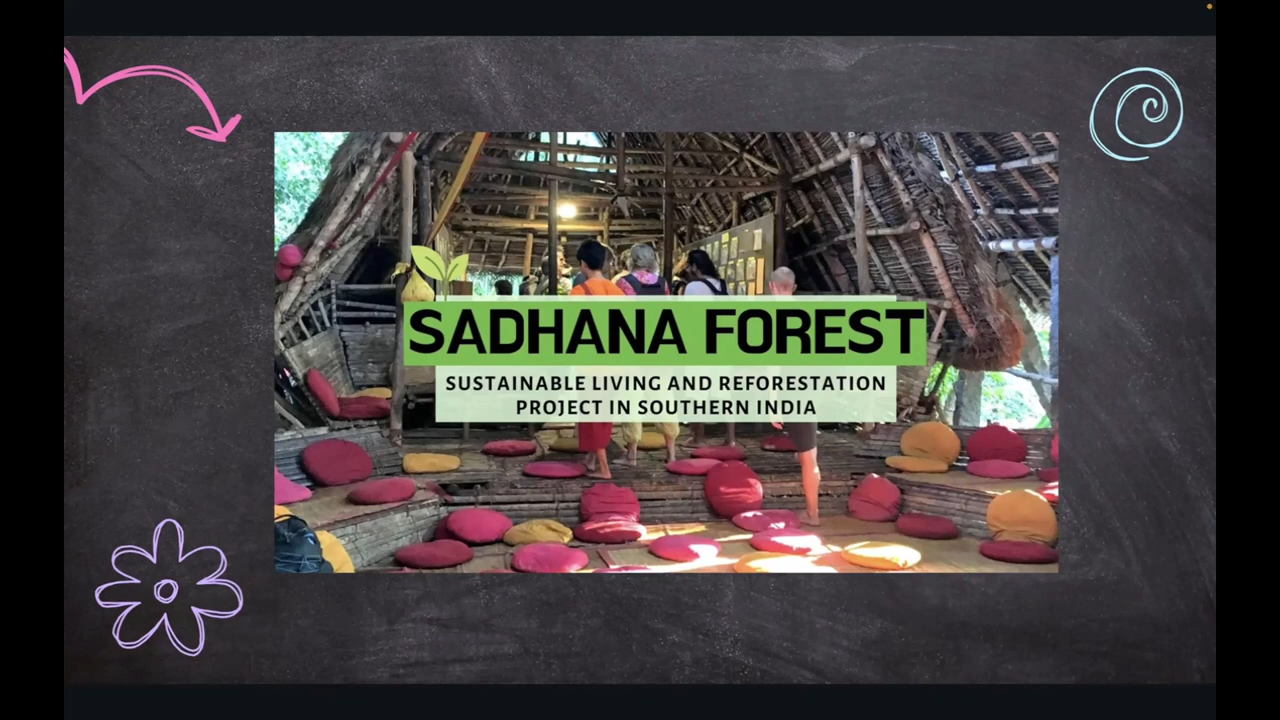 SADHANA FOREST
SUSTAINABLE LIVING AND REFORESTATION
PROJECT IN SOUTHERN INDIA